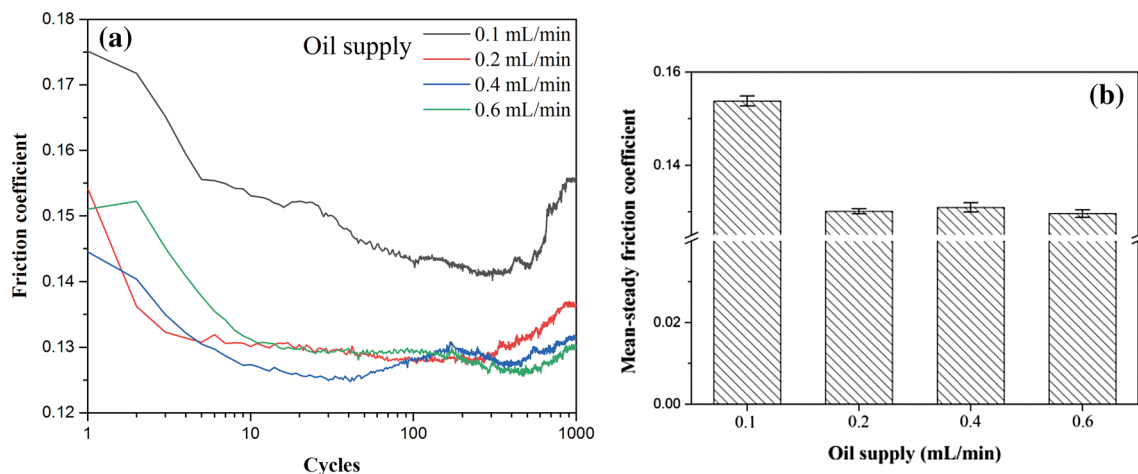 (a)
Oil supply
0.1 mL/min
0.2 mL/min
0.4 mL/min
0.6 mL/min
0.18
0.17
0.16
0.15
0.14
0.13
0.12
Friction coefficient
1
10
100
1000
Cycles
(b)
0.16
0.14
0.02
0.00
Mean-steady friction coefficient
0.1
0.2
0.4
0.6
Oil supply (mL/min)